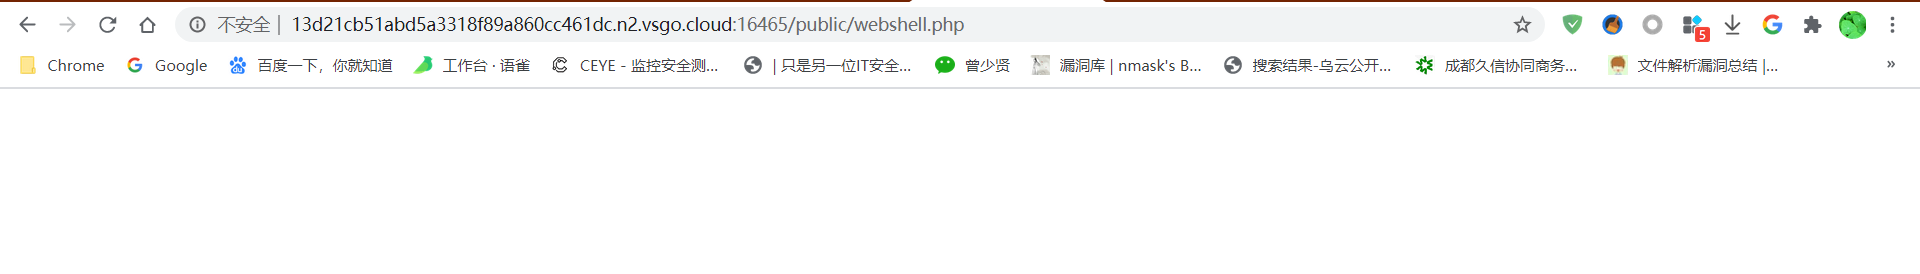 不安全 | 13d21cb51abd5a3318f89a860cc461dc.n2.vsgo.cloud:16465/public/webshell.php
5
Chrome Google 百度一下，你就知道 工作台 · 语雀 CEYE - 监控安全测... | 只是另一位IT安全... 曾少贤 漏洞库 | nmask's B... 搜索结果-乌云公开... 成都久信协同商务... 文件解析漏洞总结 |... »